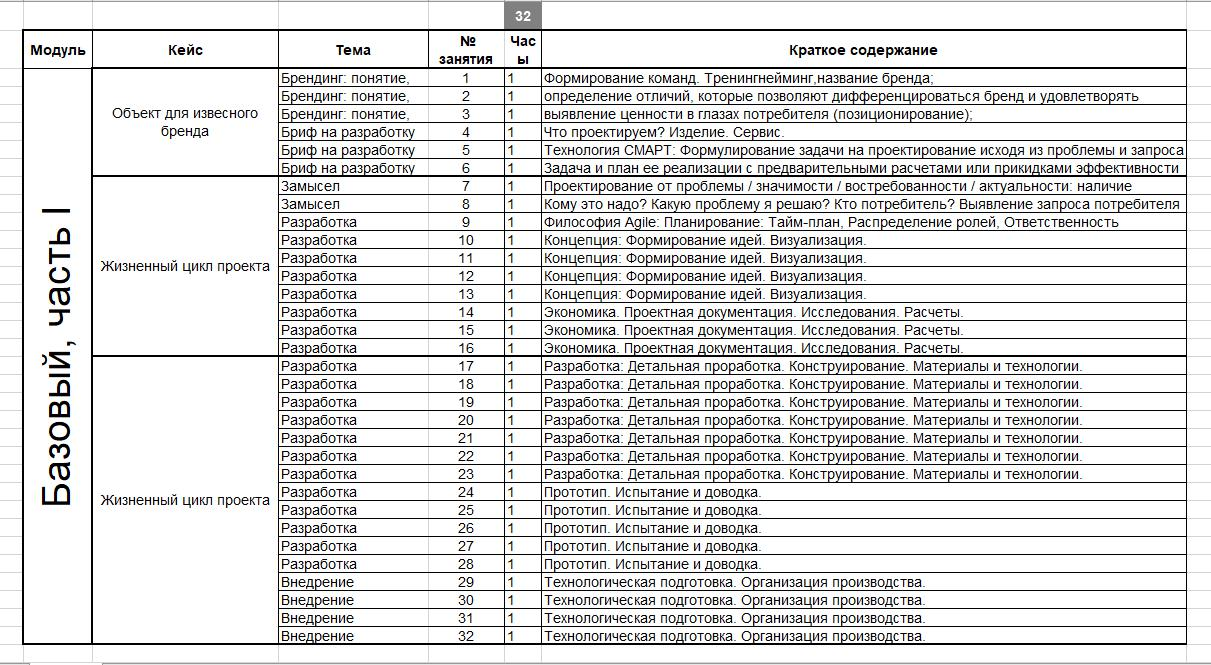 32
Модуль Кейс Тема № занятия Часы Краткое содержание
Базовый, часть I
Объект для извесного
бренда
Брендинг: понятие, 1 1 Формирование команд. Тренингнейминг,название бренда;
Брендинг: понятие, 2 1 определение отличий, которые позволяют дифференцироваться бренд и удовлетворять
Брендинг: понятие, 3 1 выявление ценности в глазах потребителя (позиционирование);
Бриф на разработку 4 1 Что проектируем? Изделие. Сервис.
Бриф на разработку 5 1 Технология СМАРТ: Формулирование задачи на проектирование исходя из проблемы и запроса
Бриф на разработку 6 1 Задача и план ее реализации с предварительными расчетами или прикидками эффективности
Жизненный цикл проекта
Замысел 7 1 Проектирование от проблемы / значимости / востребованности / актуальности: наличие
Замысел 8 1 Кому это надо? Какую проблему я решаю? Кто потребитель? Выявление запроса потребителя
Разработка 9 1 Философия Agile: Планирование: Тайм-план, Распределение ролей, Ответственность
Разработка 10 1 Концепция: Формирование идей. Визуализация.
Разработка 11 1 Концепция: Формирование идей. Визуализация.
Разработка 12 1 Концепция: Формирование идей. Визуализация.
Разработка 13 1 Концепция: Формирование идей. Визуализация.
Разработка 14 1 Экономика. Проектная документация. Исследования. Расчеты.
Разработка 15 1 Экономика. Проектная документация. Исследования. Расчеты.
Разработка 16 1 Экономика. Проектная документация. Исследования. Расчеты.
Жизненный цикл проекта
Разработка 17 1 Разработка: Детальная проработка. Конструирование. Материалы и технологии.
Разработка 18 1 Разработка: Детальная проработка. Конструирование. Материалы и технологии.
Разработка 19 1 Разработка: Детальная проработка. Конструирование. Материалы и технологии.
Разработка 20 1 Разработка: Детальная проработка. Конструирование. Материалы и технологии.
Разработка 21 1 Разработка: Детальная проработка. Конструирование. Материалы и технологии.
Разработка 22 1 Разработка: Детальная проработка. Конструирование. Материалы и технологии.
Разработка 23 1 Разработка: Детальная проработка. Конструирование. Материалы и технологии.
Разработка 24 1 Прототип. Испытание и доводка.
Разработка 25 1 Прототип. Испытание и доводка.
Разработка 26 1 Прототип. Испытание и доводка.
Разработка 27 1 Прототип. Испытание и доводка.
Разработка 28 1 Прототип. Испытание и доводка.
Внедрение 29 1 Технологическая подготовка. Организация производства.
Внедрение 30 1 Технологическая подготовка. Организация производства.
Внедрение 31 1 Технологическая подготовка. Организация производства.
Внедрение 32 1 Технологическая подготовка. Организация производства.